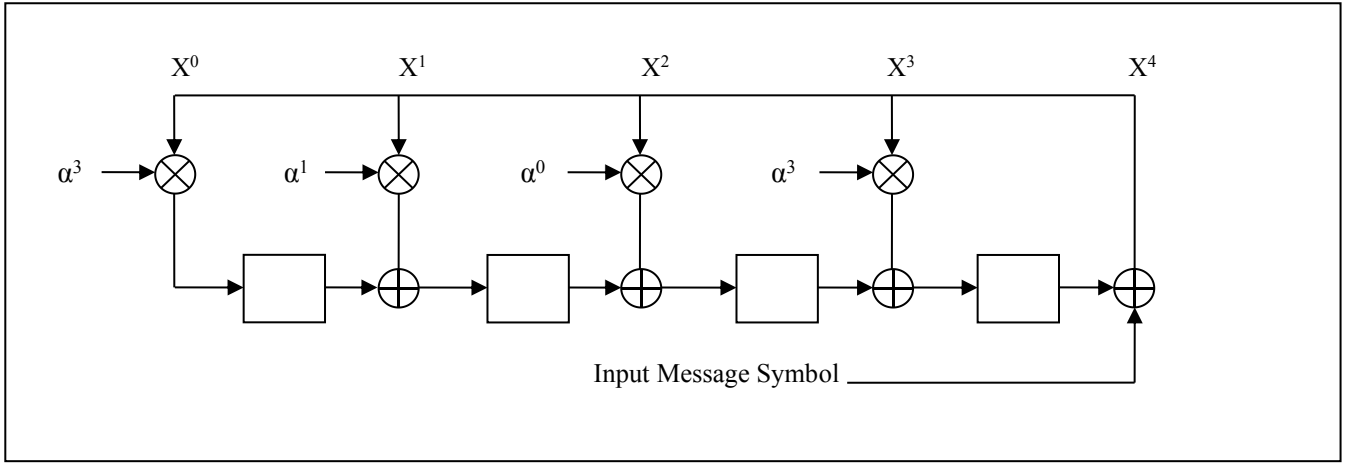 X⁰ X¹ X² X³ X⁴
α³ α¹ α⁰ α³
Input Message Symbol